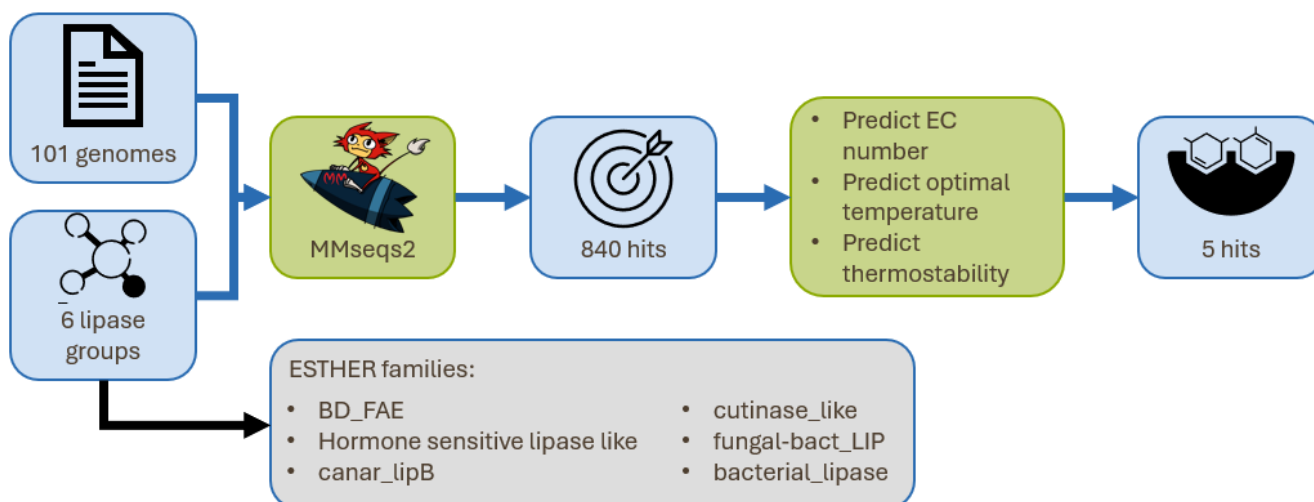 101 genomes
6 lipase
groups
MM
MMseqs2
840 hits
• Predict EC
number
• Predict optimal
temperature
• Predict
thermostability
5 hits
ESTHER families:
• BD_FAE
• Hormone sensitive lipase like
• canar_lipB
• cutinase_like
• fungal-bact_LIP
• bacterial_lipase